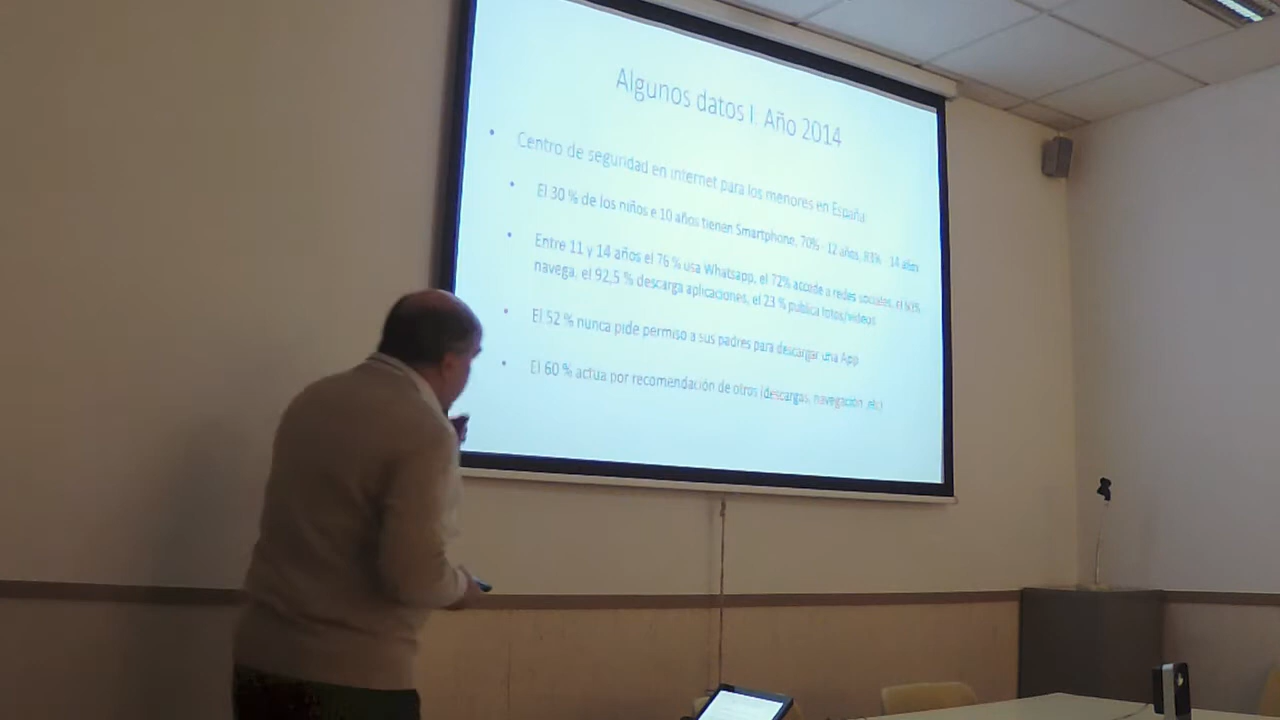 Algunos datos I. Año 2014
Centro de seguridad en internet para los menores en España
El 30 % de los niños e 10 años tienen Smartphone, 70% - 12 años, 83% - 14 años
Entre 11 y 14 años el 76 % usa Whatsapp, el 72% accede a redes sociales, el
navega, el 92,5 % descarga aplicaciones, el 23 % publica fotos/videos
El 52 % nunca pide permiso a sus padres para descargar una App
El 60 % actua por recomendación de otros (descargas, navegación, etc)